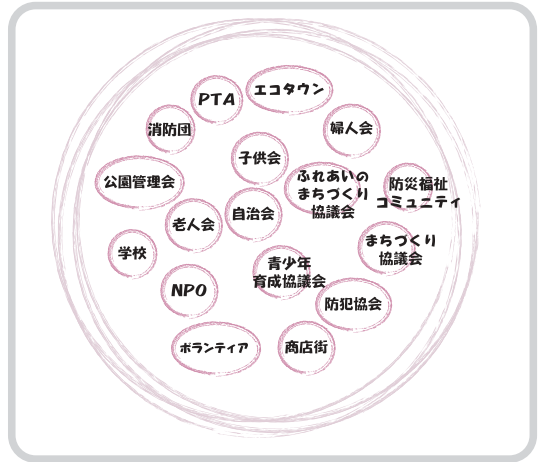 エコタウン
PTA
消防団
婦人会
子供会
公園管理会
ふれあいの
まちづくり
協議会
防災福祉
コミュニティ
老人会
自治会
学校
まちづくり
協議会
青少年
育成協議会
NPO
防犯協会
ボランティア
商店街